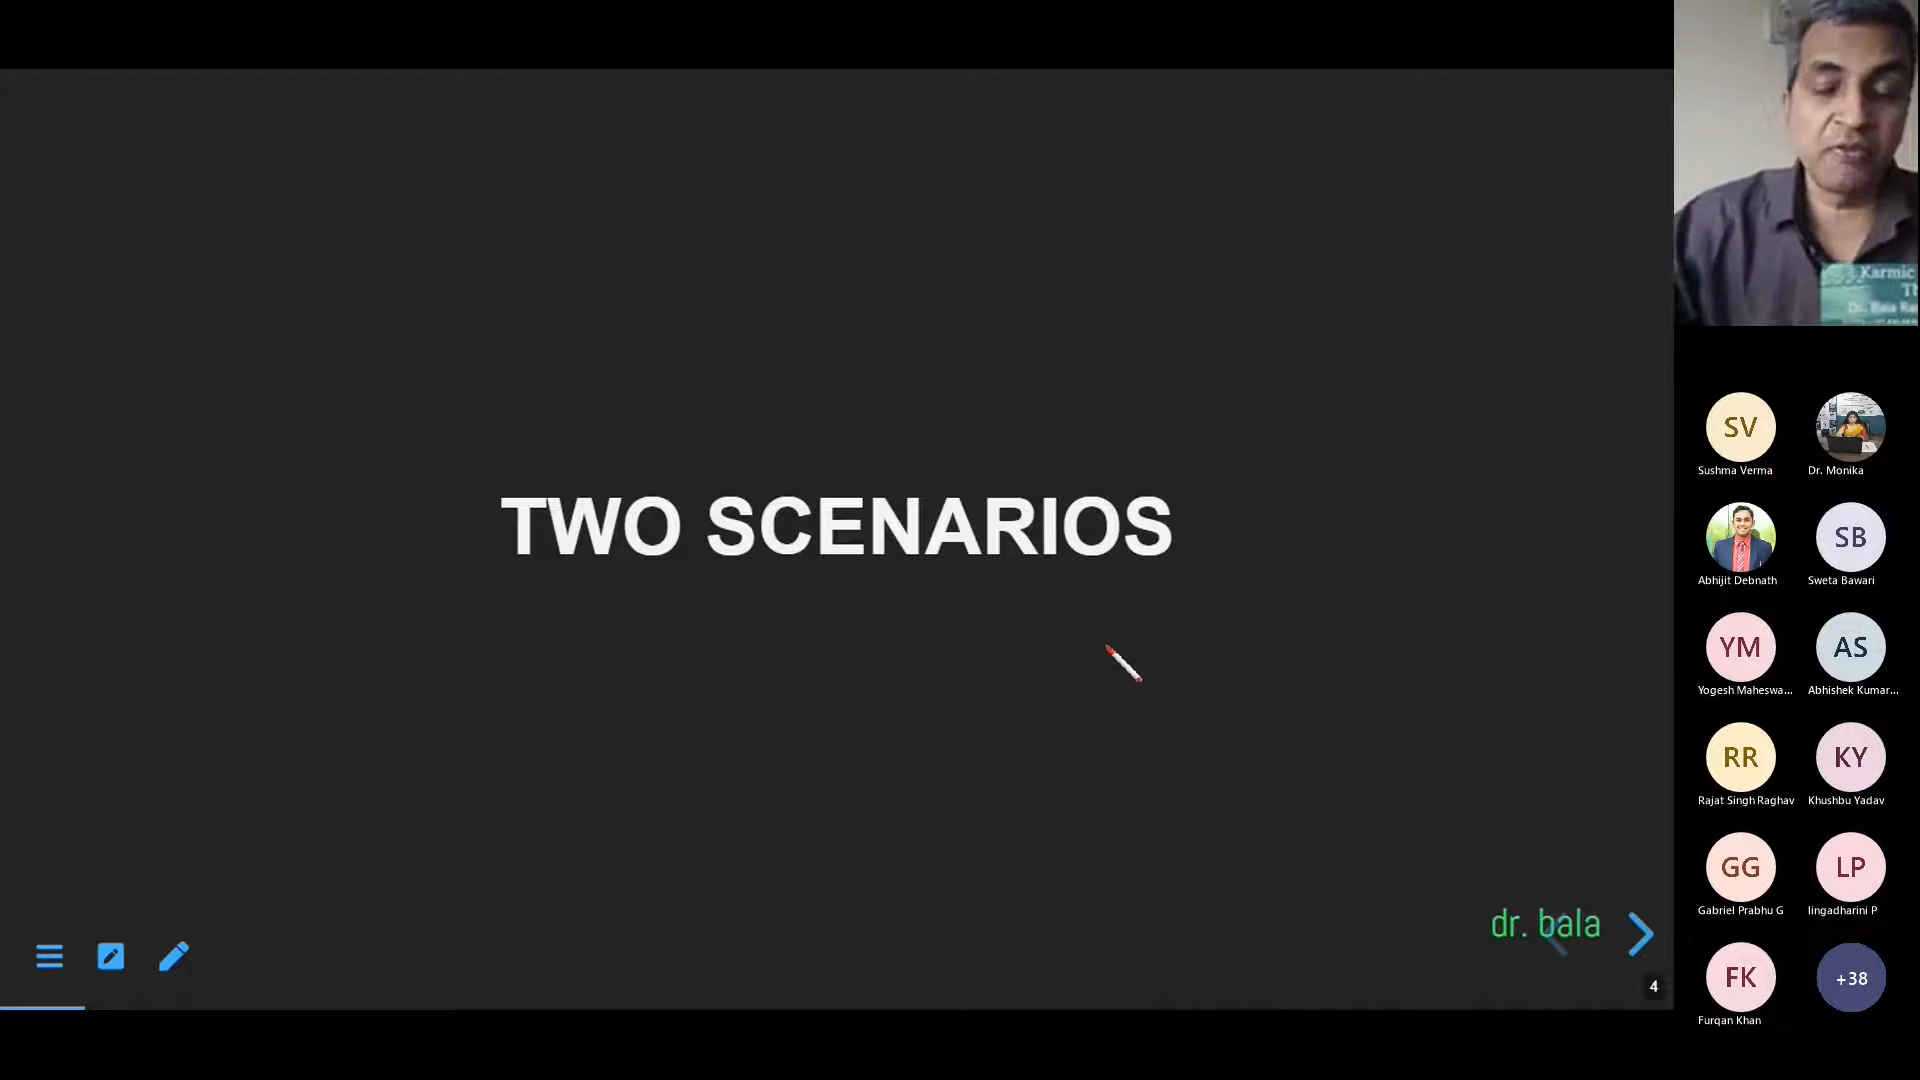 TWO SCENARIOS
dr. bala
4
Karmic
SV
Sushma Verma
Dr. Monika
Abhijit Debnath
SB
Sweta Bawari
YM
Yogesh Maheswa...
AS
Abhishek Kumar...
RR
Rajat Singh Raghav
KY
Khushbu Yadav
GG
Gabriel Prabhu G
LP
lingadharini P
FK
Furqan Khan
+38